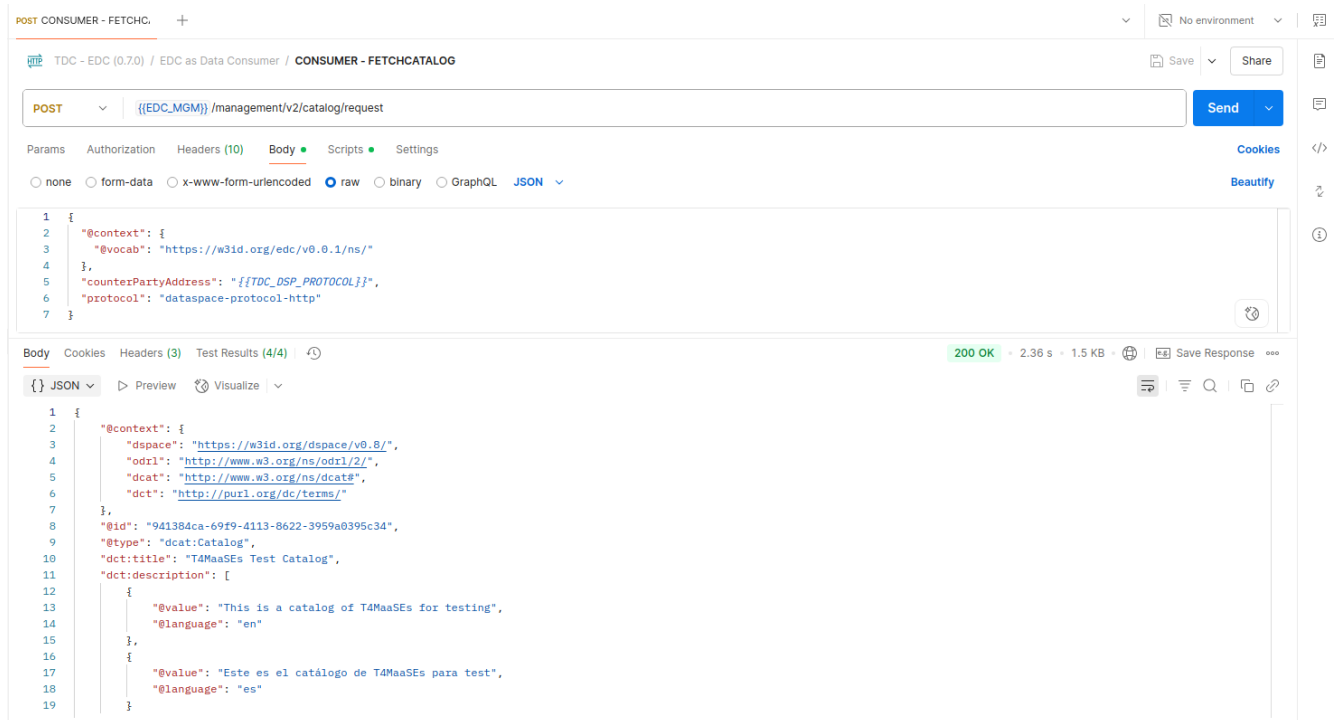 POST CONSUMER - FETCHC
No environment
HTTP TDC - EDC (0.7.0) / EDC as Data Consumer / CONSUMER - FETCHCATALOG
Save Share
POST {{EDC_MGM}} /management/v2/catalog/request Send
Params Authorization Headers (10) Body Scripts Settings Cookies
none form-data x-www-form-urlencoded raw binary GraphQL JSON Beautify
1 {
2 "@context": {
3 "@vocab": "https://w3id.org/edc/v0.0.1/ns/"
4 },
5 "counterPartyAddress": "{{TDC_DSP_PROTOCOL}}",
6 "protocol": "dataspace-protocol-http"
7 }
Body Cookies Headers (3) Test Results (4/4) 200 OK 2.36 s 1.5 KB e.g. Save Response
{} JSON Preview Visualize
1 {
2 "@context": {
3 "dspace": "https://w3id.org/dspace/v0.8/",
4 "odrl": "http://www.w3.org/ns/odrl/2/",
5 "dcat": "http://www.w3.org/ns/dcat#",
6 "dct": "http://purl.org/dc/terms/"
7 },
8 "@id": "941384ca-69f9-4113-8622-3959a0395c34",
9 "@type": "dcat:Catalog",
10 "dct:title": "T4MaaSEs Test Catalog",
11 "dct:description": [
12 {
13 "@value": "This is a catalog of T4MaaSEs for testing",
14 "@language": "en"
15 },
16 {
17 "@value": "Este es el catálogo de T4MaaSEs para test",
18 "@language": "es"
19 }